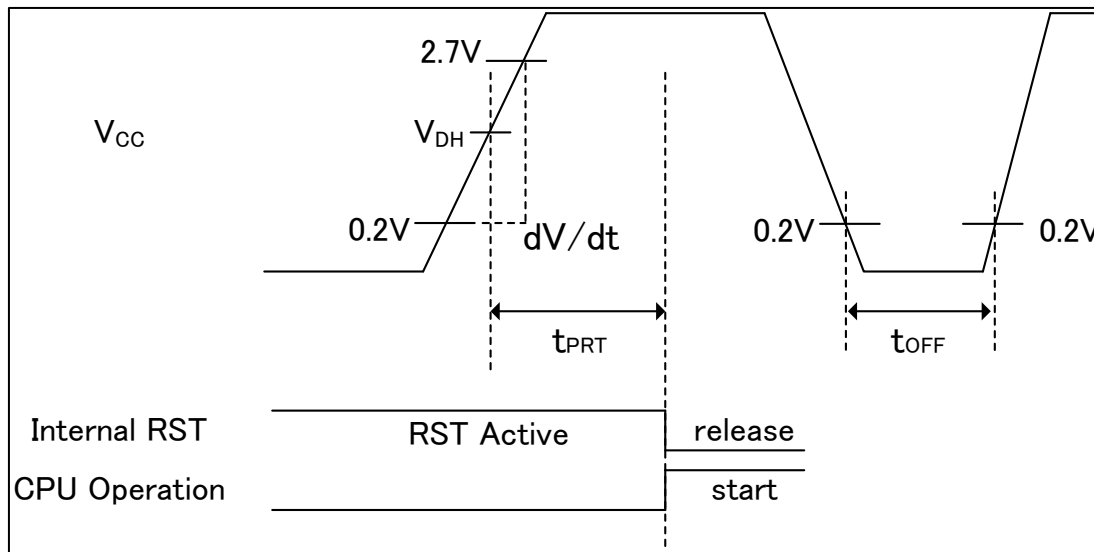 2.7V
VCC
VDH
0.2V
dV/dt
0.2V
0.2V
tPRT
tOFF
Internal RST
RST Active
release
CPU Operation
start